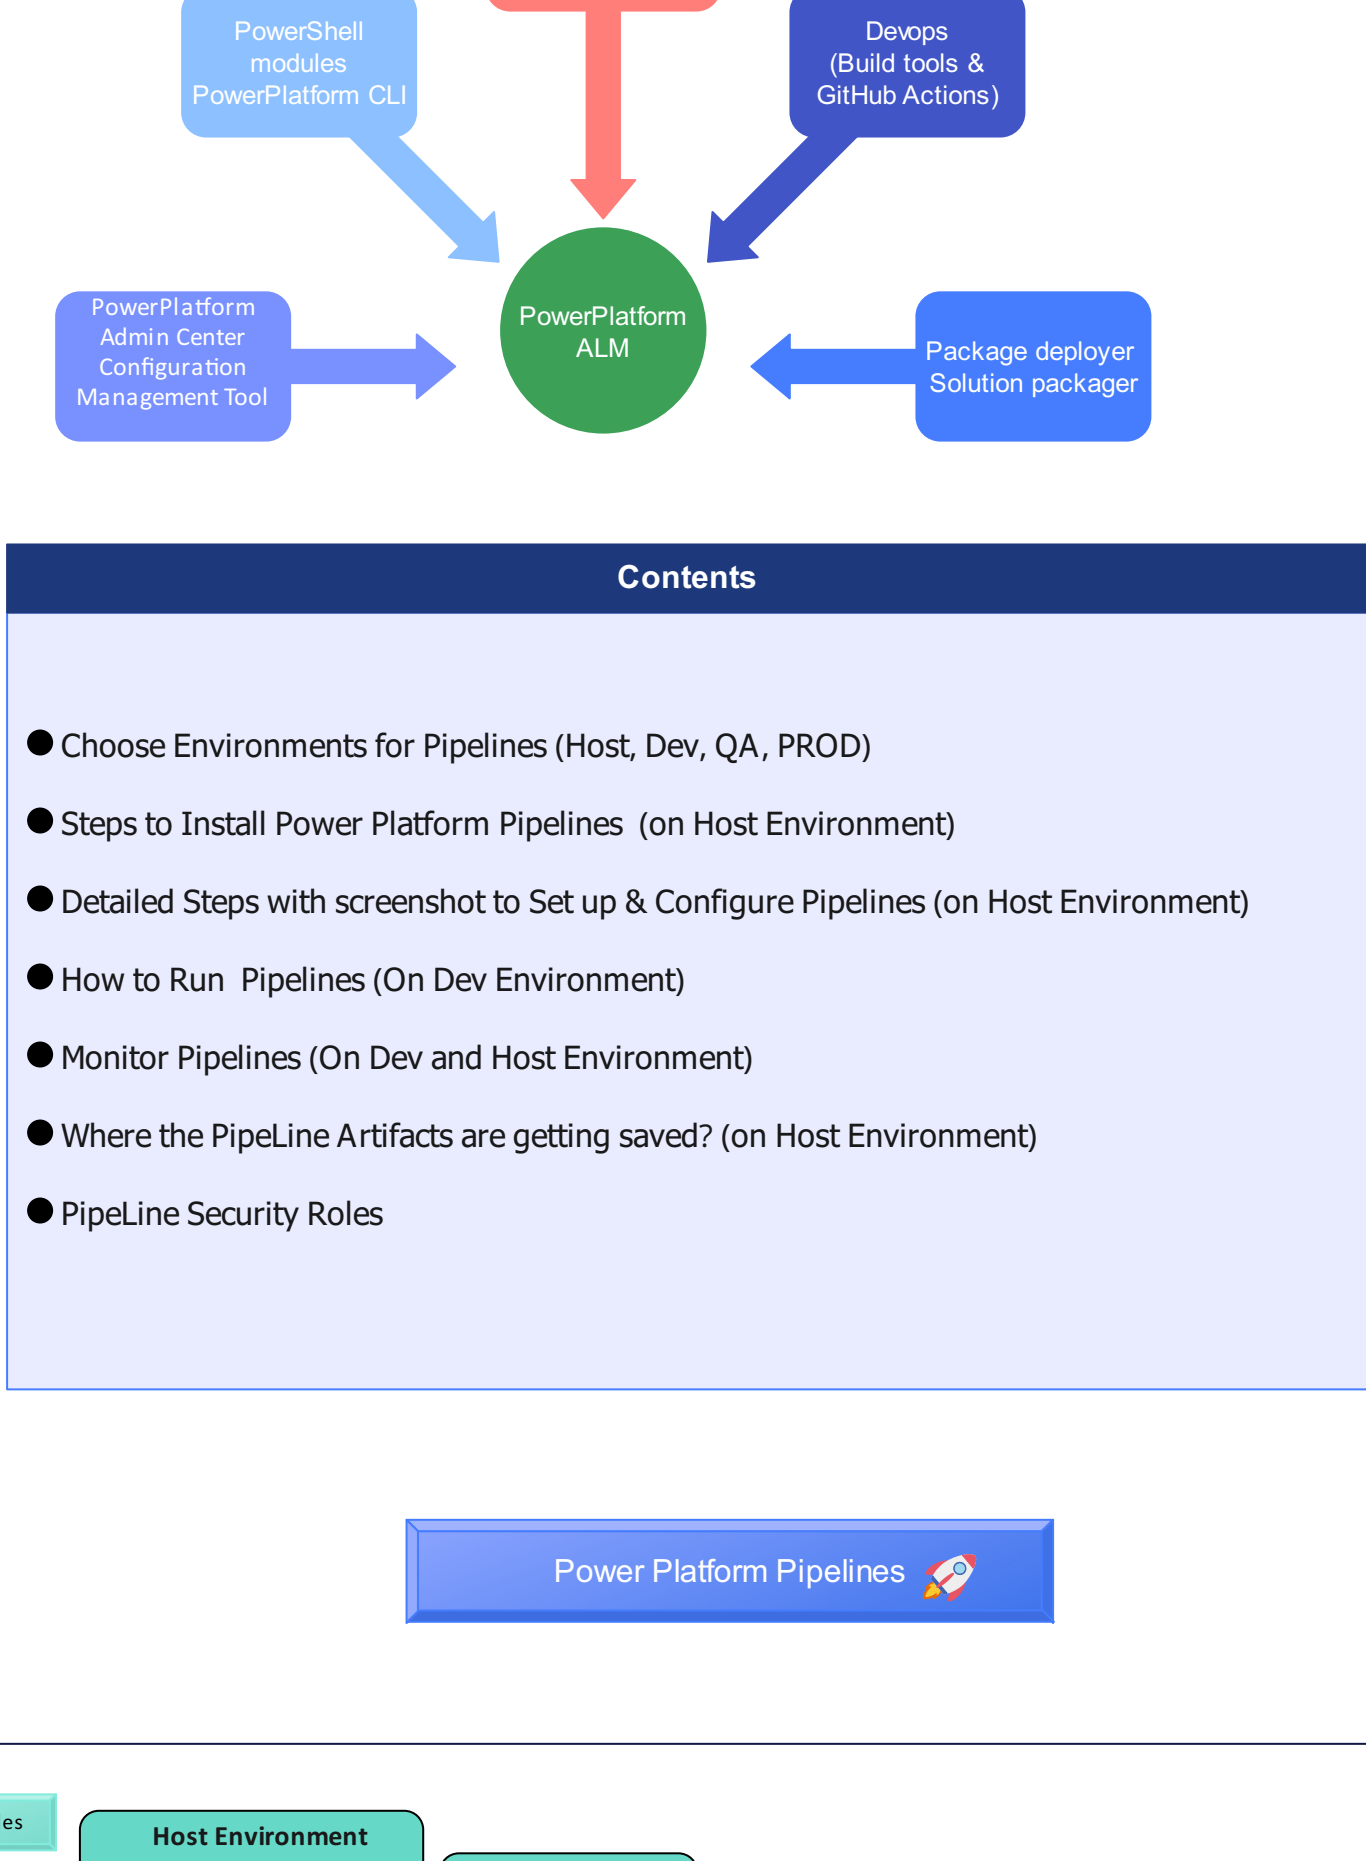 PowerShell
modules
PowerPlatform CLI
Devops
(Build tools &
GitHub Actions)
PowerPlatform
Admin Center
Configuration
Management Tool
PowerPlatform
ALM
Package deployer
Solution packager
Contents
Choose Environments for Pipelines (Host, Dev, QA, PROD)
Steps to Install Power Platform Pipelines (on Host Environment)
Detailed Steps with screenshot to Set up & Configure Pipelines (on Host Environment)
How to Run Pipelines (On Dev Environment)
Monitor Pipelines (On Dev and Host Environment)
Where the PipeLine Artifacts are getting saved? (on Host Environment)
PipeLine Security Roles
Power Platform Pipelines
Host Environment